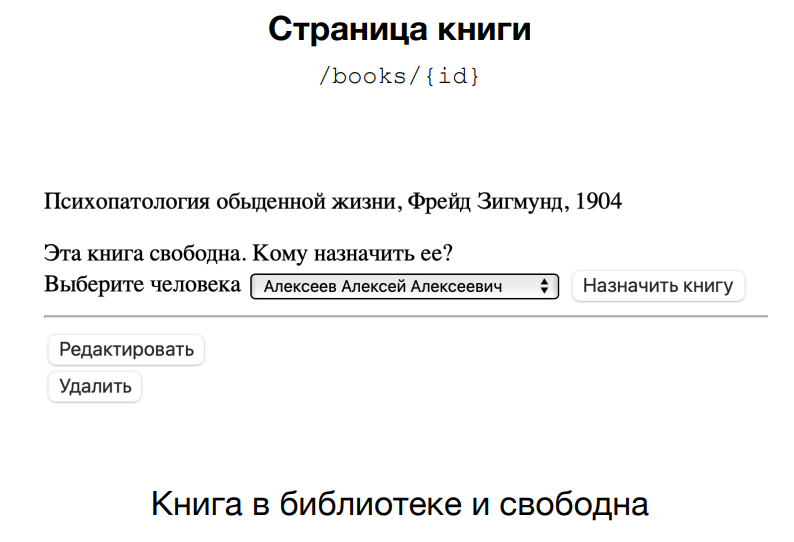 Страница книги
/books/{id}
Психопатология обыденной жизни, Фрейд Зигмунд, 1904
Эта книга свободна. Кому назначить ее?
Выберите человека Алексеев Алексей Алексеевич Назначить книгу
Редактировать
Удалить
Книга в библиотеке и свободна